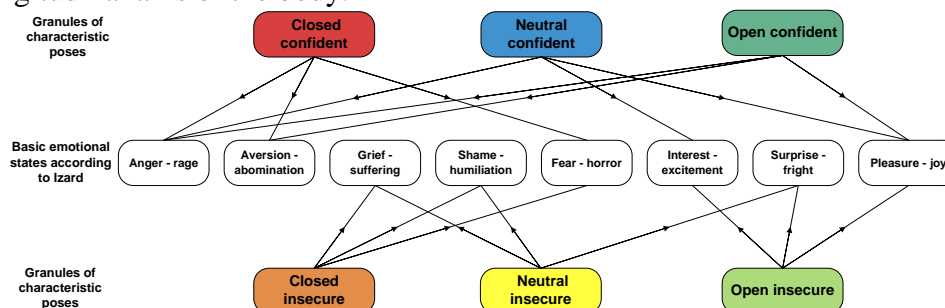 Granules of
characteristic
poses
Closed
confident
Neutral
confident
Open confident
Basic emotional
states according
to Izard
Anger - rage
Aversion -
abomination
Grief -
suffering
Shame -
humiliation
Fear - horror
Interest -
excitement
Surprise -
fright
Pleasure - joy
Granules of
characteristic
poses
Closed
insecure
Neutral
insecure
Open insecure